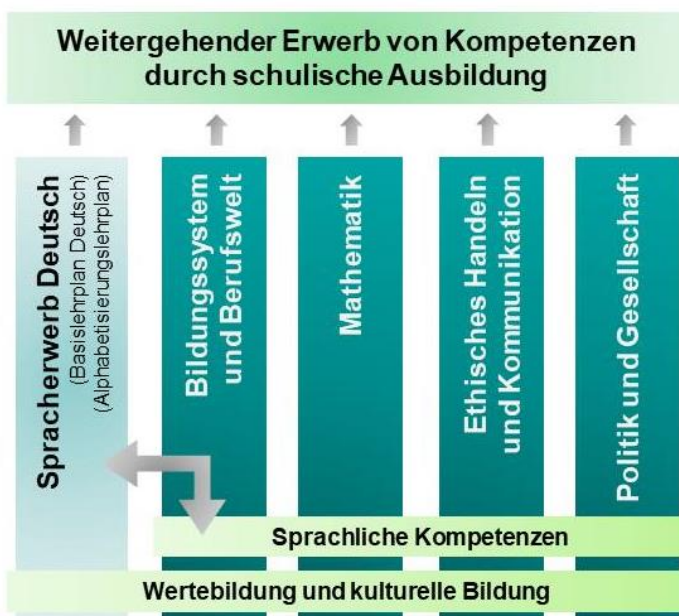 Weitergehender Erwerb von Kompetenzen
durch schulische Ausbildung
Spracherwerb Deutsch
(Basislehrplan Deutsch)
(Alphabetisierungslehrplan)
Bildungssystem
und Berufswelt
Mathematik
Ethisches Handeln
und Kommunikation
Politik und Gesellschaft
Sprachliche Kompetenzen
Wertebildung und kulturelle Bildung